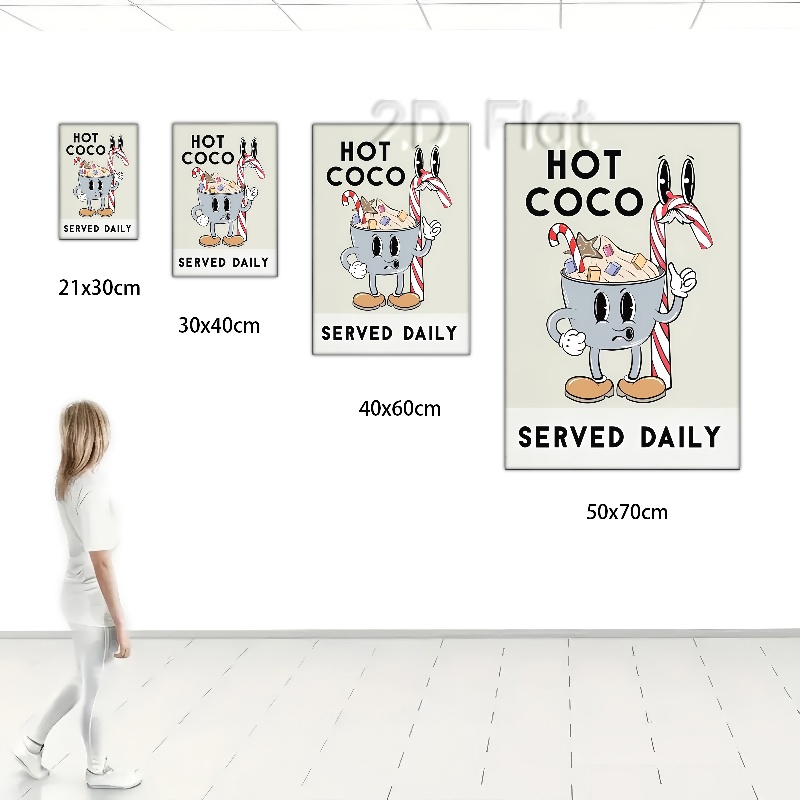 2D Flat
HOT
COCO
SERVED DAILY
21x30cm
HOT
COCO
SERVED DAILY
30x40cm
HOT
COCO
SERVED DAILY
40x60cm
HOT
COCO
SERVED DAILY
50x70cm